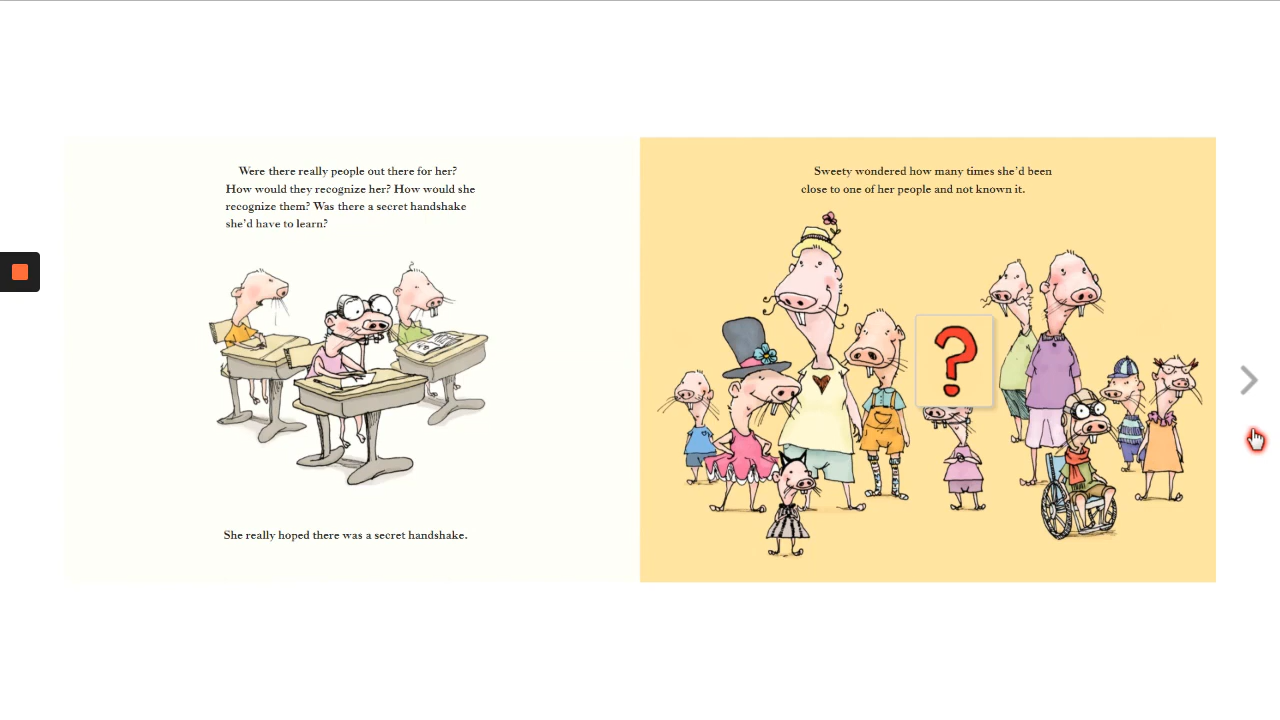 Were there really people out there for her?
How would they recognize her? How would she
recognize them? Was there a secret handshake
she'd have to learn?
She really hoped there was a secret handshake.
Sweety wondered how many times she'd been
close to one of her people and not known it.
?